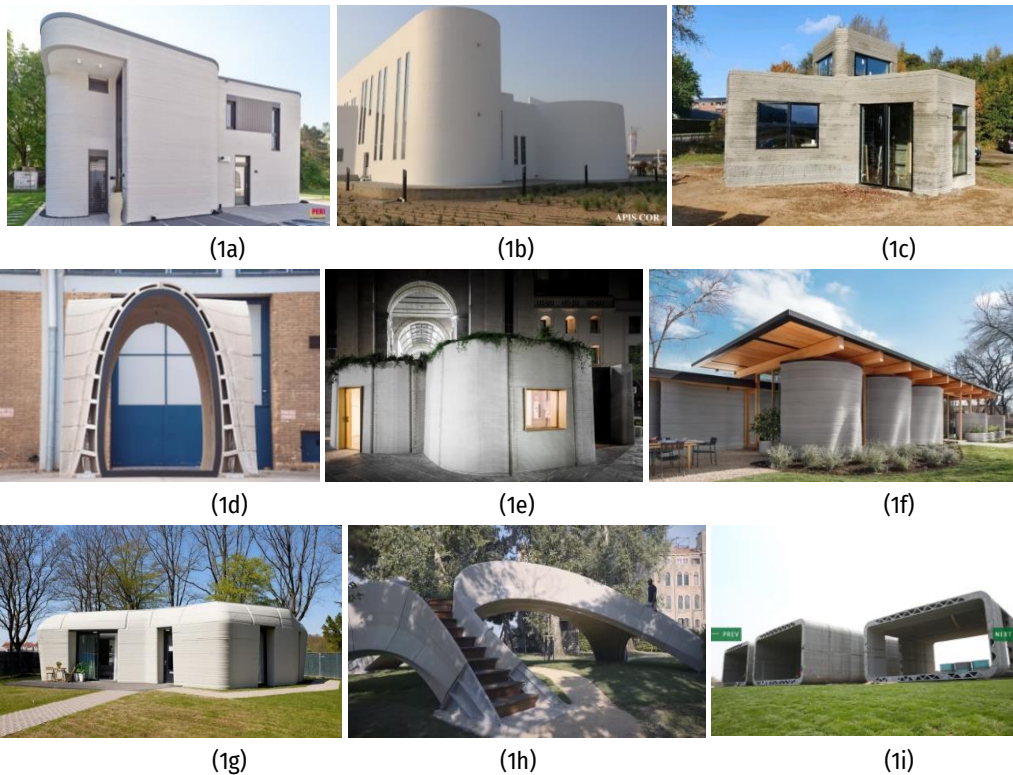 PERI
APIS COR
(1a)
(1b)
(1c)
(1d)
(1e)
(1f)
PREV
NEXT
(1g)
(1h)
(1i)